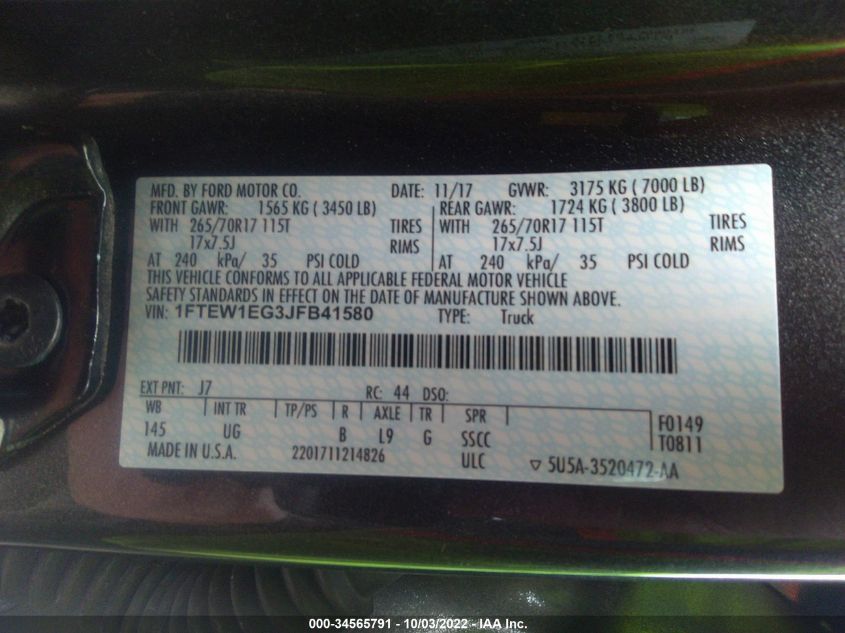 MFD. BY FORD MOTOR CO. DATE: 11/17 GVWR: 3175 KG ( 7000 LB)
FRONT GAWR: 1565 KG ( 3450 LB) REAR GAWR: 1724 KG ( 3800 LB)
WITH 265/70R17 115T TIRES WITH 265/70R17 115T TIRES
17x7.5J RIMS 17x7.5J RIMS
AT 240 kPa/ 35 PSI COLD AT 240 kPa/ 35 PSI COLD
THIS VEHICLE CONFORMS TO ALL APPLICABLE FEDERAL MOTOR VEHICLE
SAFETY STANDARDS IN EFFECT ON THE DATE OF MANUFACTURE SHOWN ABOVE.
VIN: 1FTEW1EG3JFB41580 TYPE: Truck
EXT PNT: J7 RC: 44 DSO:
WB INT TR TP/PS R AXLE TR SPR F0149
145 UG B L9 G SSCC T0811
MADE IN U.S.A. 2201711214826 ULC ▽ 5U5A-3520472-AA
000-34565791 - 10/03/2022 - IAA Inc.